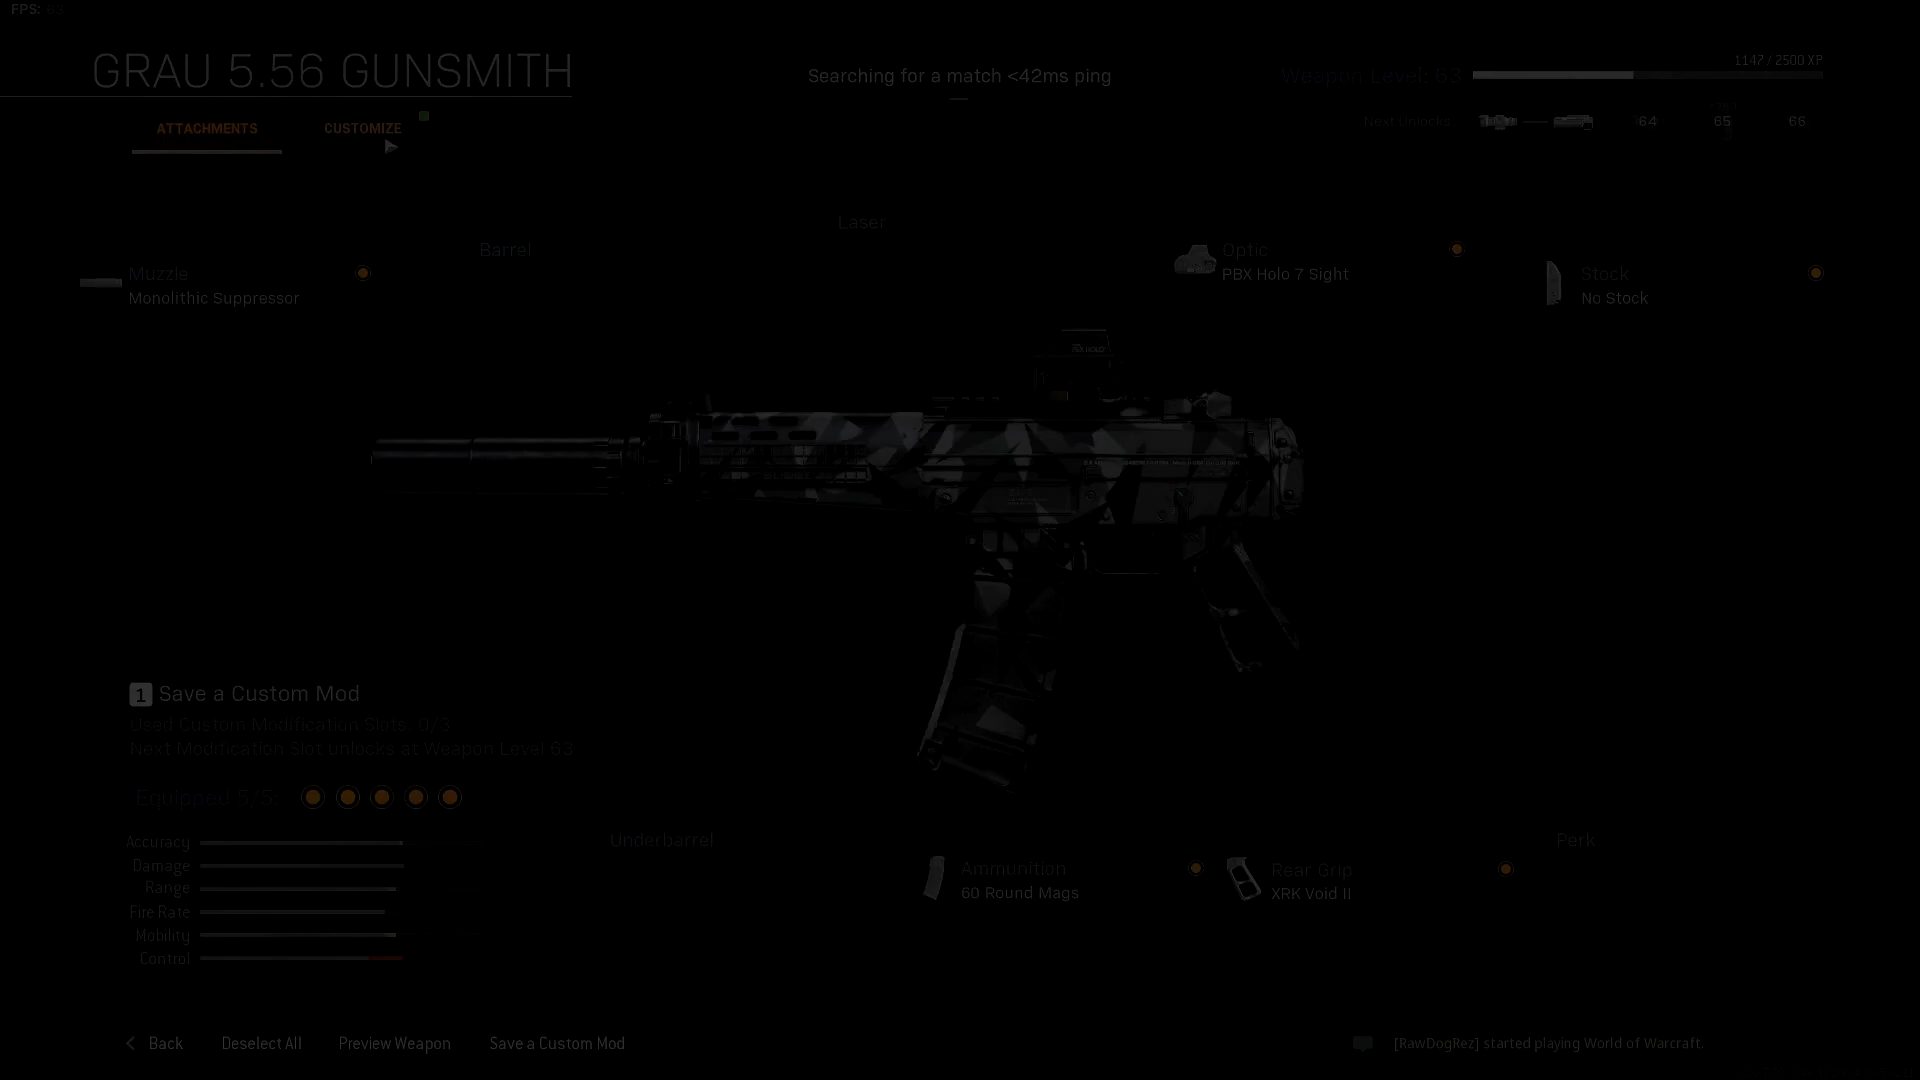 FPS: 63
GRAU 5.56 GUNSMITH
Searching for a match <42ms ping
Weapon Level: 63
1147 / 2500 XP
ATTACHMENTS
CUSTOMIZE
Next Unlocks:
64
65
66
Laser
Barrel
Optic
PBX Holo 7 Sight
Muzzle
Monolithic Suppressor
Stock
No Stock
1 Save a Custom Mod
Used Custom Modification Slots: 0/3
Next Modification Slot unlocks at Weapon Level 63
Equipped 5/5:
Accuracy
Damage
Range
Fire Rate
Mobility
Control
Underbarrel
Ammunition
60 Round Mags
Rear Grip
XRK Void II
Perk
Back
Deselect All
Preview Weapon
Save a Custom Mod
[RawDogRez] started playing World of Warcraft.